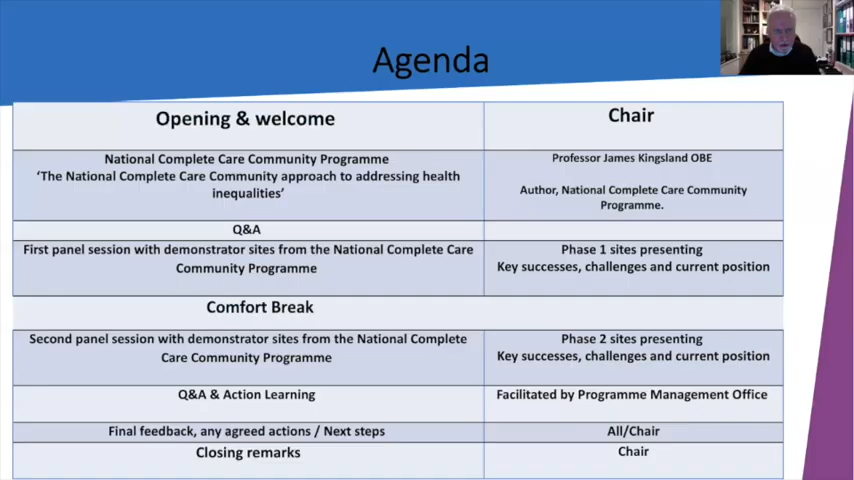 Agenda
Opening & welcome
Chair
National Complete Care Community Programme
‘The National Complete Care Community approach to addressing health
inequalities’
Professor James Kingsland OBE
Author, National Complete Care Community
Programme.
Q&A
First panel session with demonstrator sites from the National Complete Care
Community Programme
Phase 1 sites presenting
Key successes, challenges and current position
Comfort Break
Second panel session with demonstrator sites from the National Complete
Care Community Programme
Phase 2 sites presenting
Key successes, challenges and current position
Q&A & Action Learning
Facilitated by Programme Management Office
Final feedback, any agreed actions / Next steps
All/Chair
Closing remarks
Chair